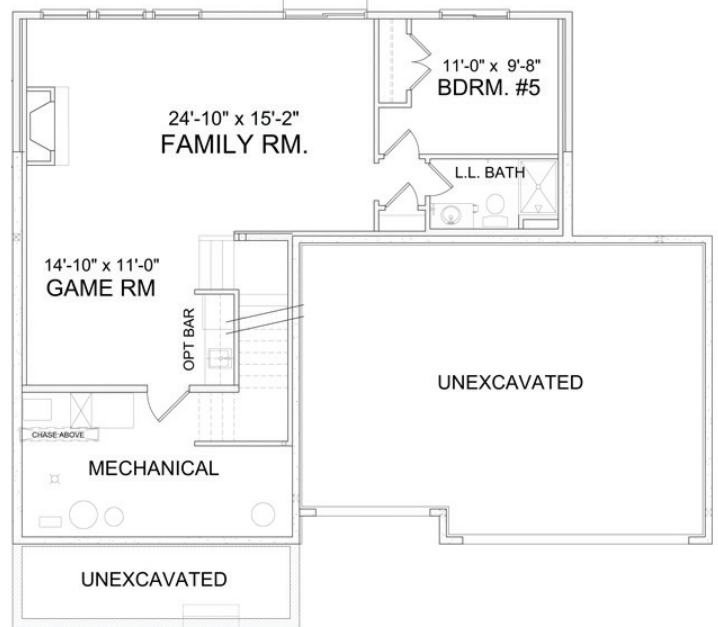 11'-0" x 9'-8"
BDRM. #5
24'-10" x 15'-2"
FAMILY RM.
L.L. BATH
14'-10" x 11'-0"
GAME RM
OPT BAR
UNEXCAVATED
CHASE ABOVE
MECHANICAL
UNEXCAVATED